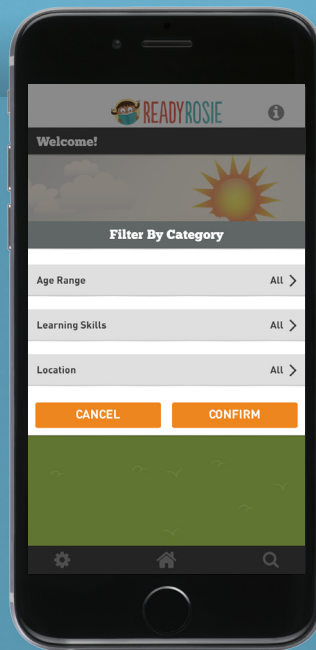 READYROSIE
Welcome!
Filter By Category
Age Range All
Learning Skills All
Location All
CANCEL CONFIRM